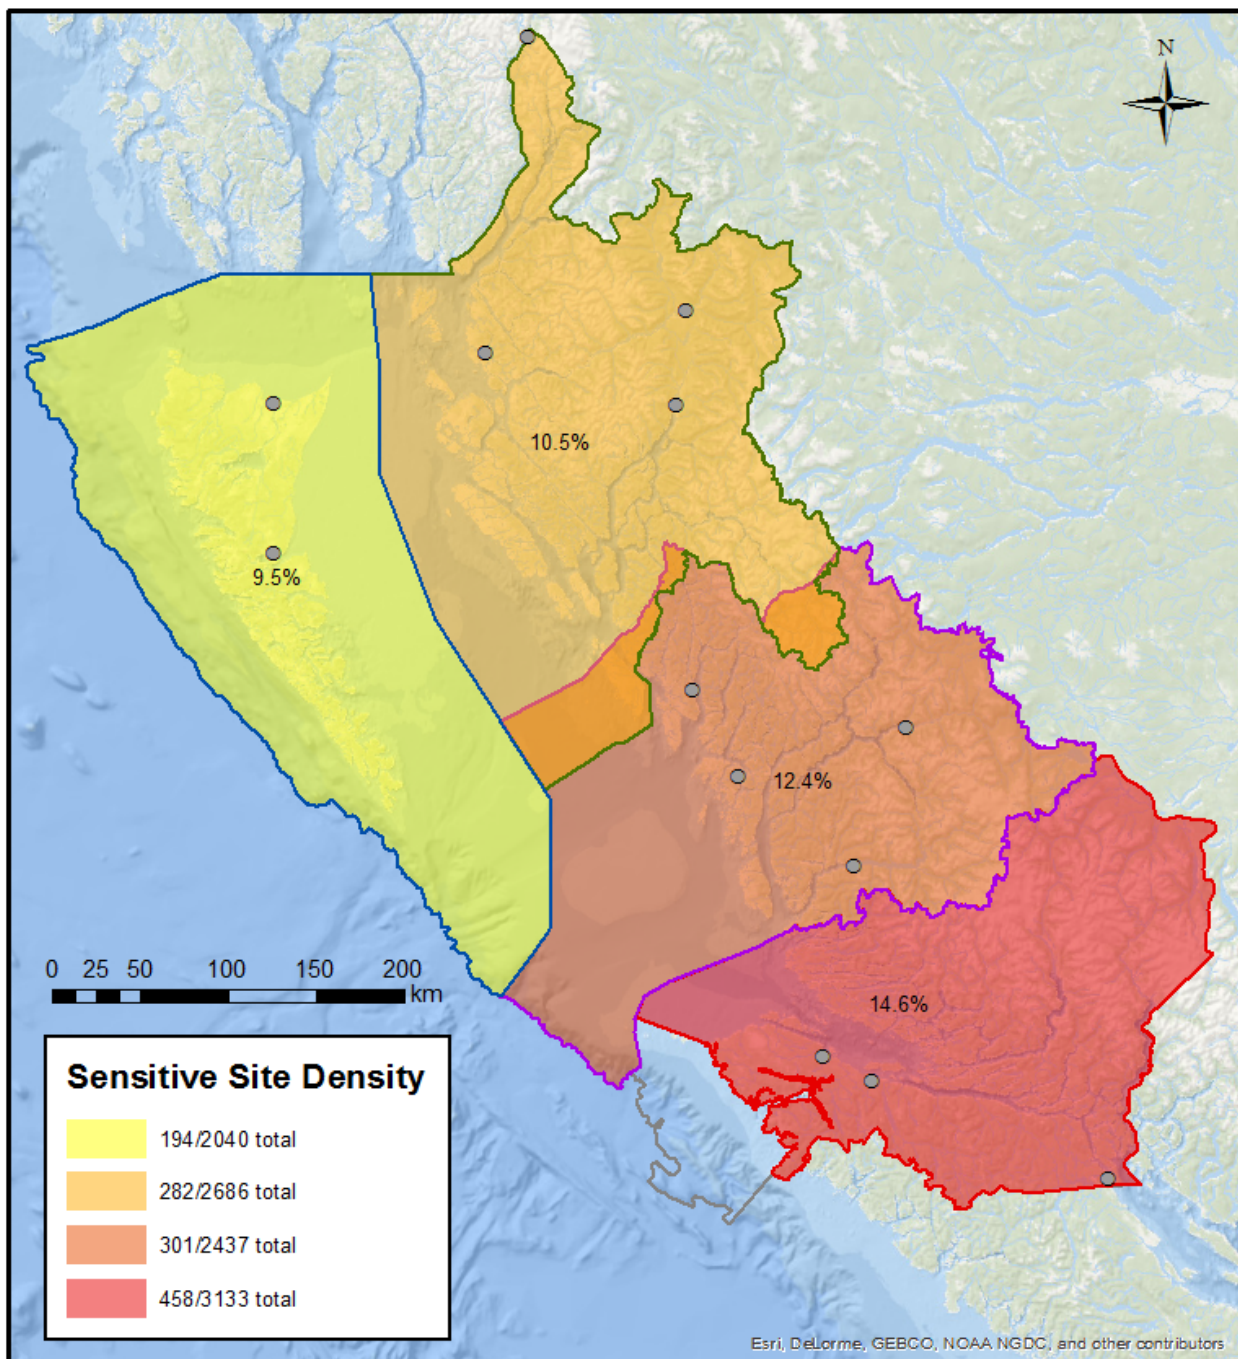 N
10.5%
9.5%
12.4%
14.6%
0 25 50 100 150 200
km
Sensitive Site Density
194/2040 total
282/2686 total
301/2437 total
458/3133 total
Esri, DeLorme, GEBCO, NOAA NGDC, and other contributors